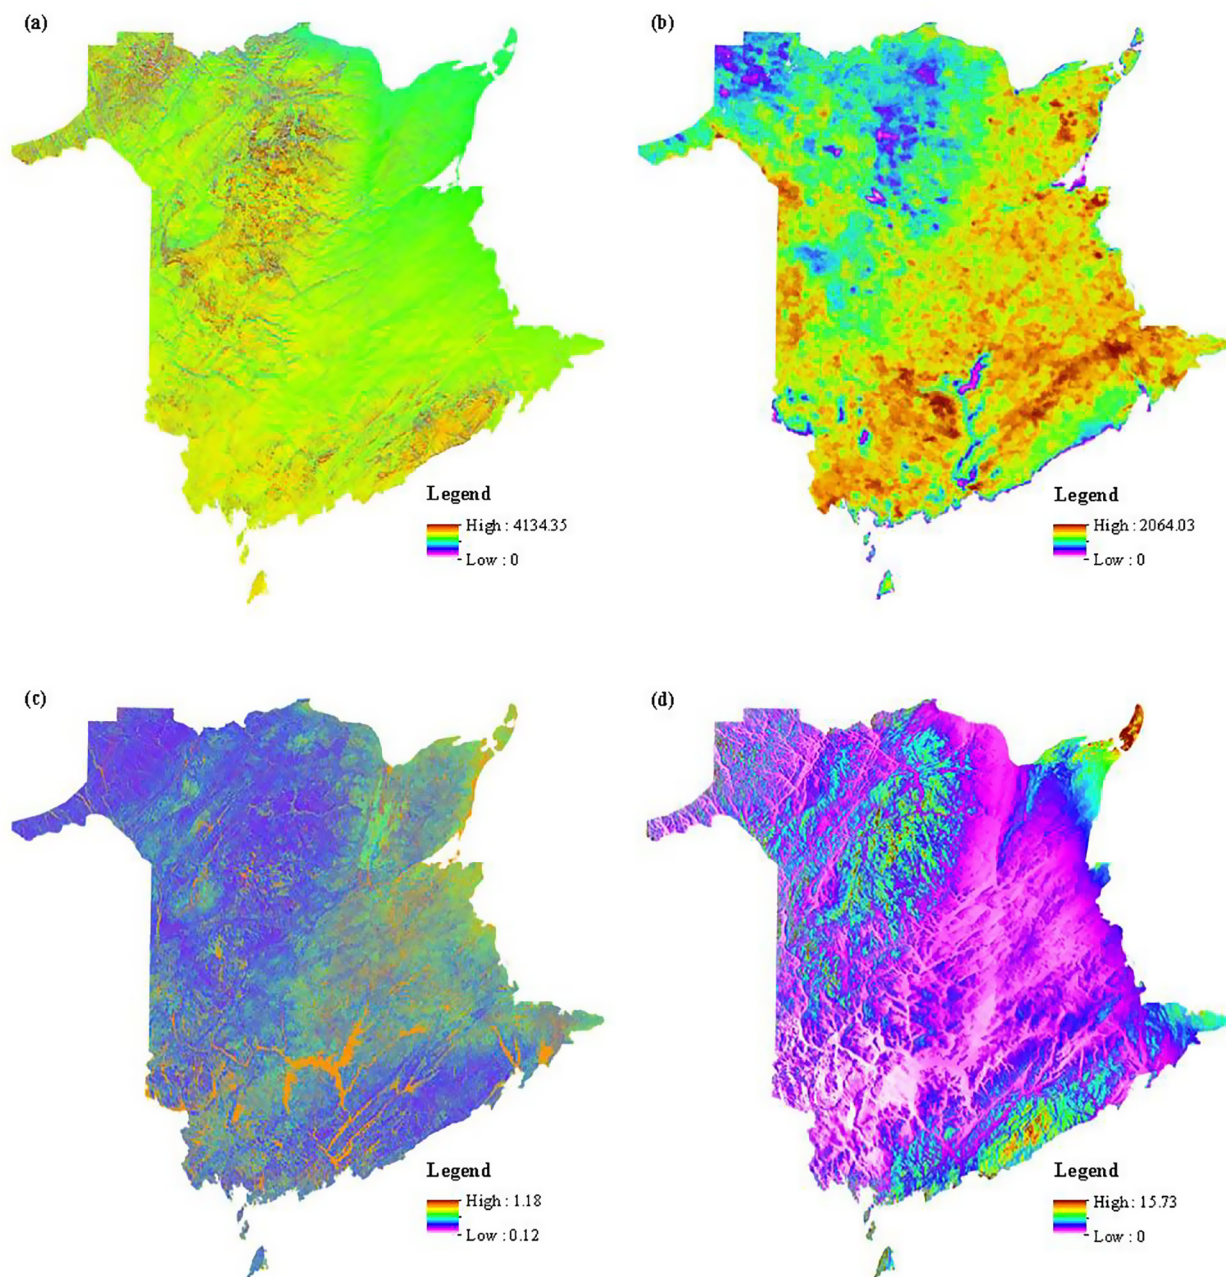 (a)
(b)
Legend
High : 4134.35
Low : 0
Legend
High : 2064.03
Low : 0
(c)
(d)
Legend
High : 1.18
Low : 0.12
Legend
High : 15.73
Low : 0